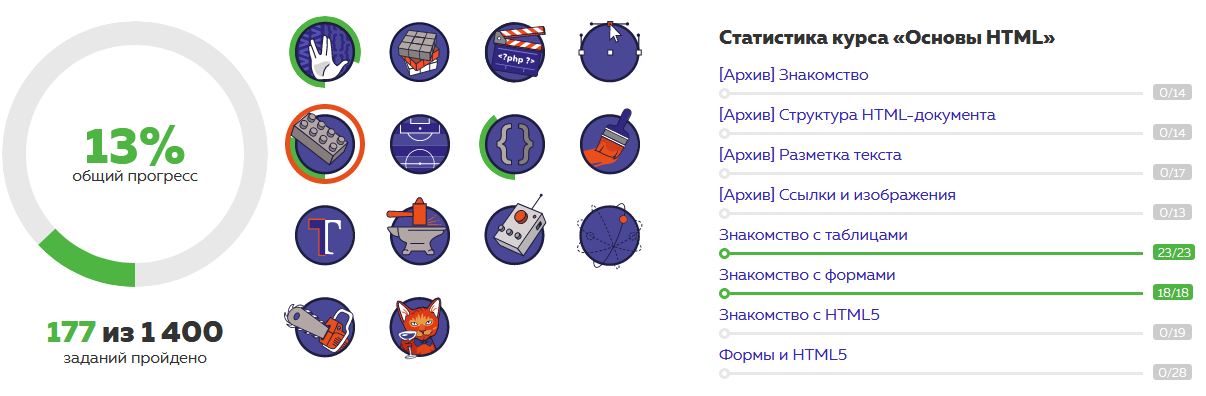 13%
общий прогресс
177 из 1 400
заданий пройдено
<?php ?>
T
Статистика курса «Основы HTML»
[Архив] Знакомство
0/14
[Архив] Структура HTML-документа
0/14
[Архив] Разметка текста
0/17
[Архив] Ссылки и изображения
0/13
Знакомство с таблицами
23/23
Знакомство с формами
18/18
Знакомство с HTML5
0/19
Формы и HTML5
0/28